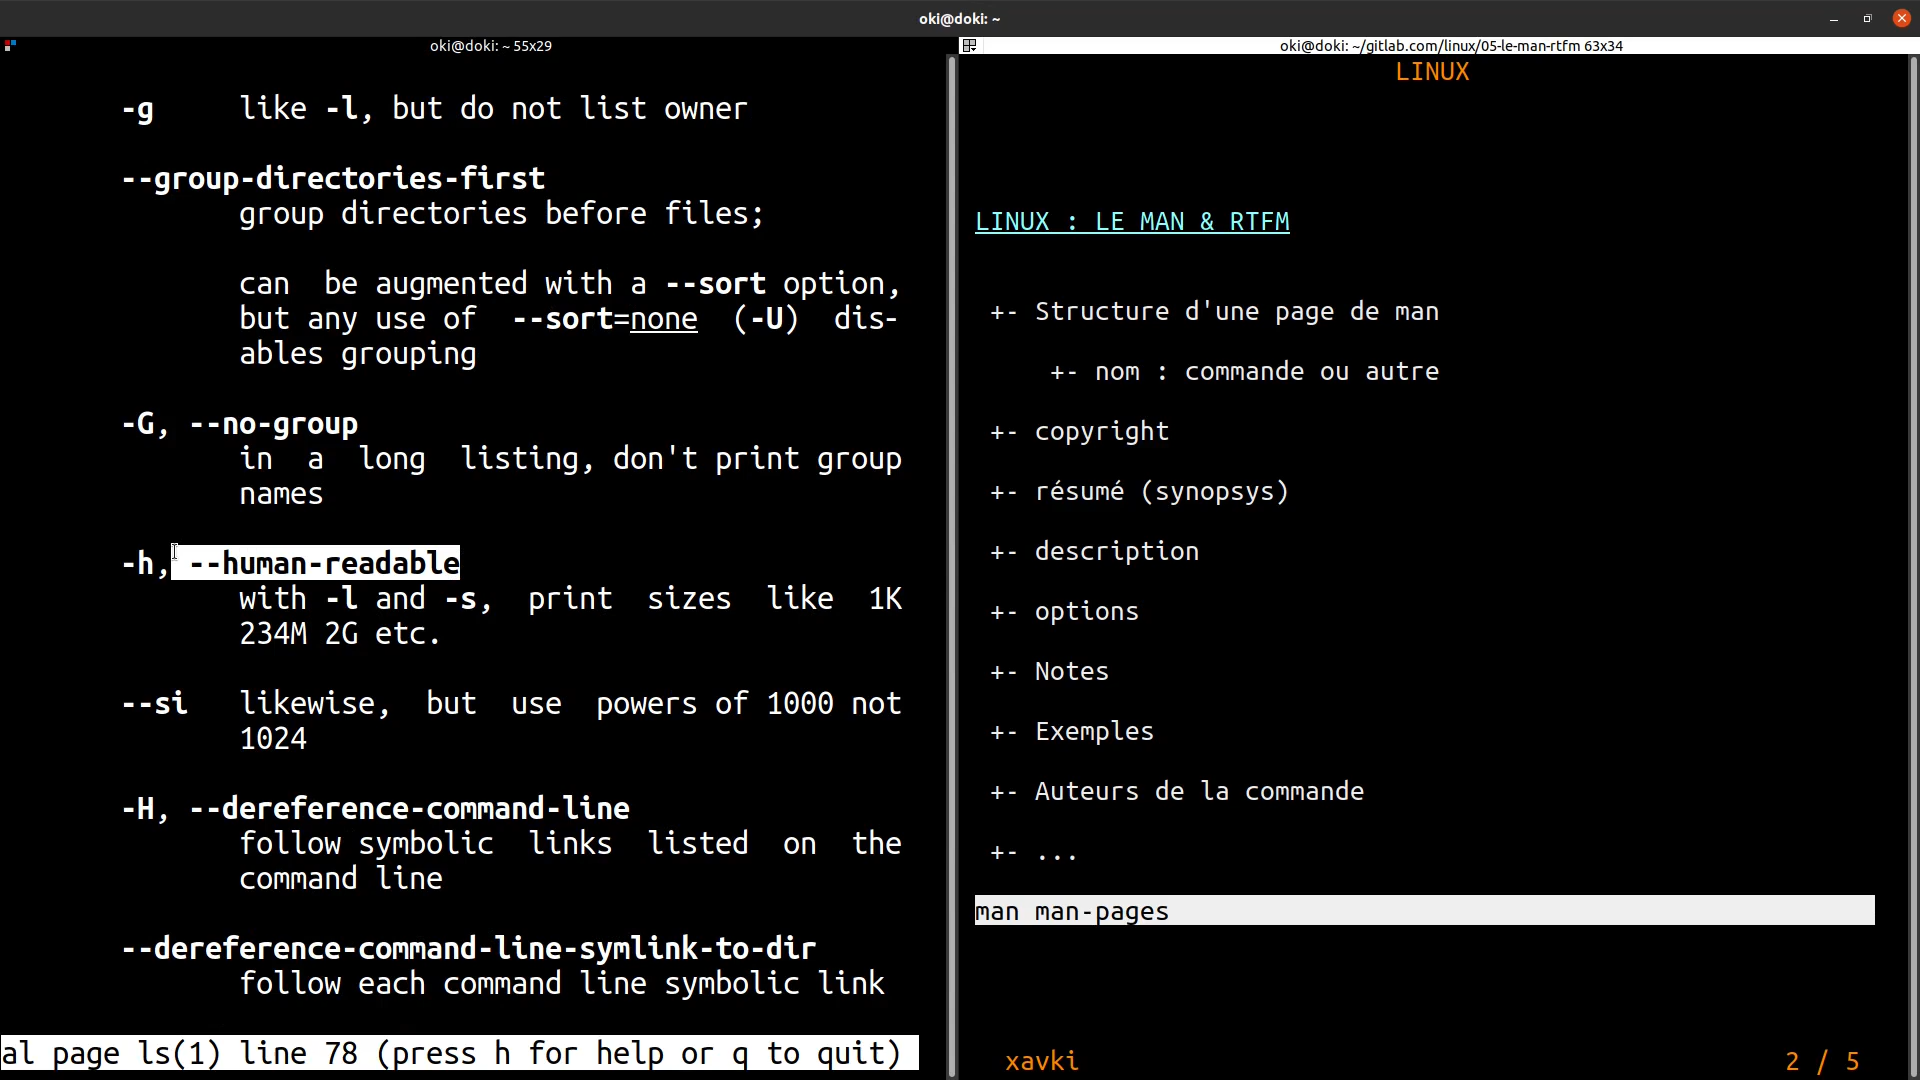 oki@doki: ~
oki@doki: ~ 55x29
-g like -l, but do not list owner
--group-directories-first
group directories before files;
can be augmented with a --sort option,
but any use of --sort=none (-U) dis-
ables grouping
-G, --no-group
in a long listing, don't print group
names
-h, --human-readable
with -l and -s, print sizes like 1K
234M 2G etc.
--si likewise, but use powers of 1000 not
1024
-H, --dereference-command-line
follow symbolic links listed on the
command line
--dereference-command-line-symlink-to-dir
follow each command line symbolic link
al page ls(1) line 78 (press h for help or q to quit)
oki@doki: ~/gitlab.com/linux/05-le-man-rtfm 63x34
LINUX
LINUX : LE MAN & RTFM
+- Structure d'une page de man
+- nom : commande ou autre
+- copyright
+- résumé (synopsys)
+- description
+- options
+- Notes
+- Exemples
+- Auteurs de la commande
+- ...
man man-pages
xavki 2 / 5